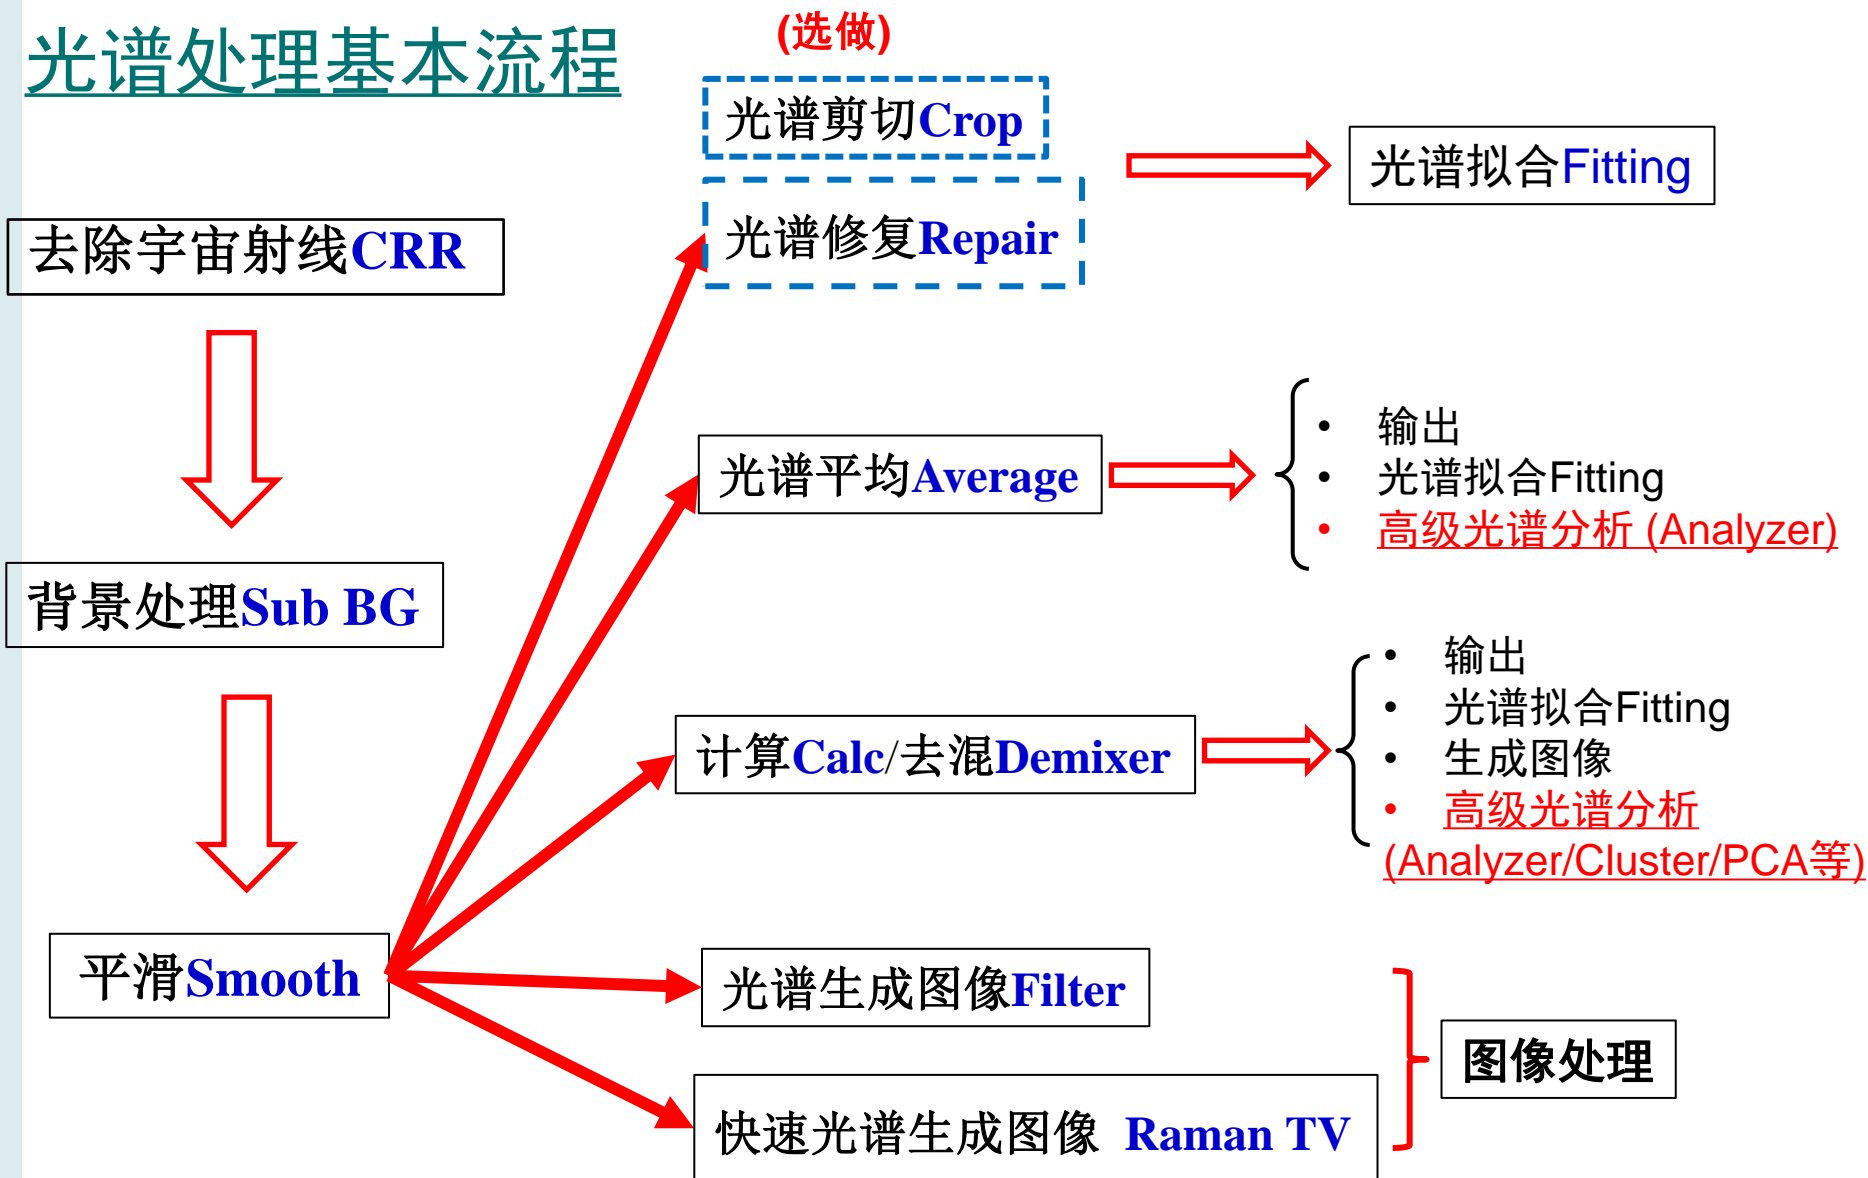 光谱处理基本流程
(选做)
光谱剪切Crop
光谱修复Repair
光谱拟合Fitting
去除宇宙射线CRR
背景处理Sub BG
平滑Smooth
光谱平均Average
• 输出
• 光谱拟合Fitting
• 高级光谱分析 (Analyzer)
计算Calc/去混Demixer
• 输出
• 光谱拟合Fitting
• 生成图像
• 高级光谱分析
(Analyzer/Cluster/PCA等)
光谱生成图像Filter
快速光谱生成图像 Raman TV
图像处理